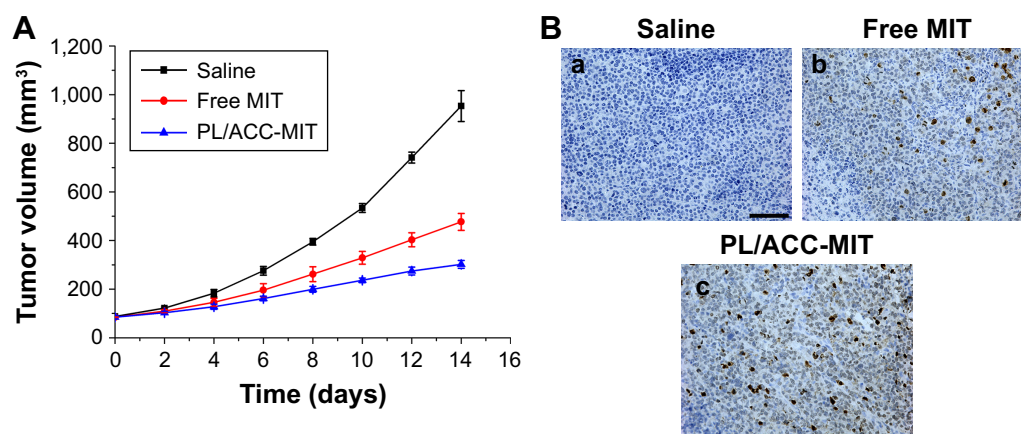 A
Tumor volume (mm³)
1,200
1,000
800
600
400
200
0
Saline
Free MIT
PL/ACC-MIT
0 2 4 6 8 10 12 14 16
Time (days)
B
Saline
Free MIT
a
b
PL/ACC-MIT
c